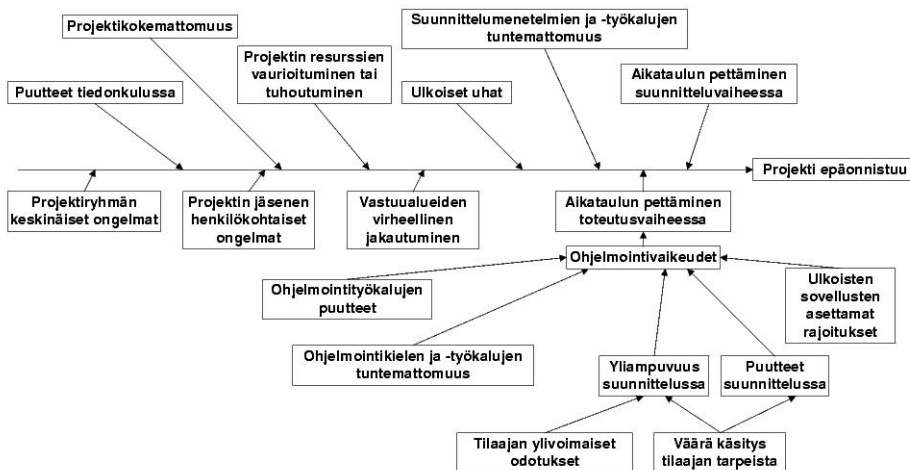 Projektikokemattomuus
Suunnittelumenetelmien ja -työkalujen
tuntemattomuus
Projektin resurssien
vaurioituminen tai
tuhoutuminen
Puutteet tiedonkulussa
Ulkoiset uhat
Aikataulun pettäminen
suunnitteluvaiheessa
Projekti epäonnistuu
Projektiryhmän
keskinäiset ongelmat
Projektin jäsenen
henkilökohtaiset
ongelmat
Vastuualueiden
virheellinen
jakautuminen
Aikataulun pettäminen
toteutusvaiheessa
Ohjelmointivaikeudet
Ohjelmointityökalujen
puutteet
Ulkoisten
sovellusten
asettamat
rajoitukset
Ohjelmointikielen ja -työkalujen
tuntemattomuus
Yliampuvuus
suunnittelussa
Puutteet
suunnittelussa
Tilaajan ylivoimaiset
odotukset
Väärä käsitys
tilaajan tarpeista